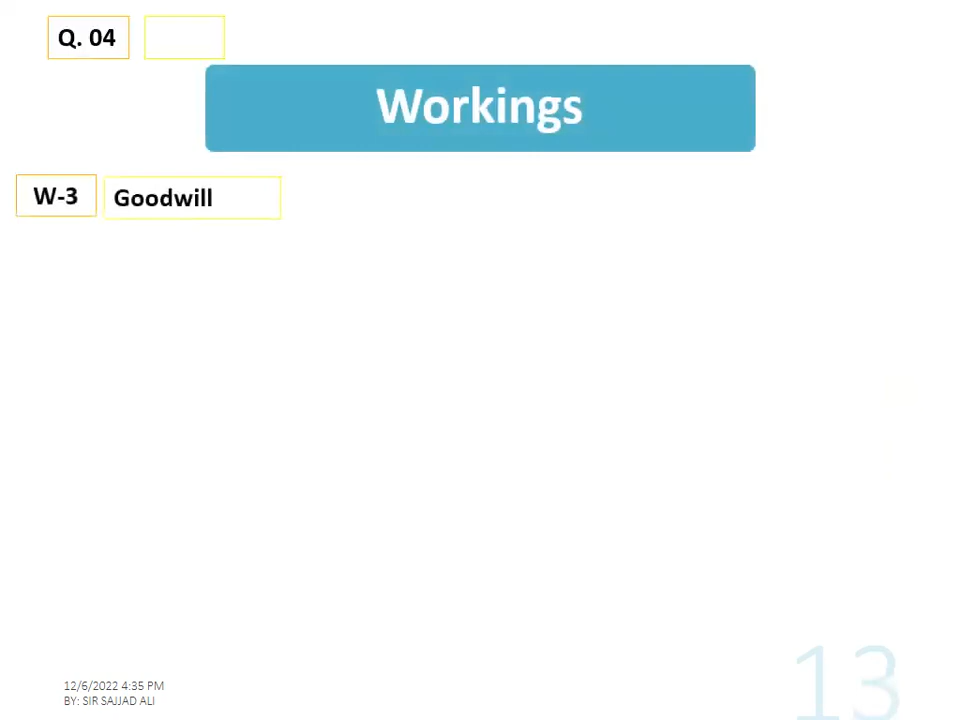 Q. 04
Workings
W-3
Goodwill
12/6/2022 4:35 PM
BY: SIR SAJJAD ALI
13